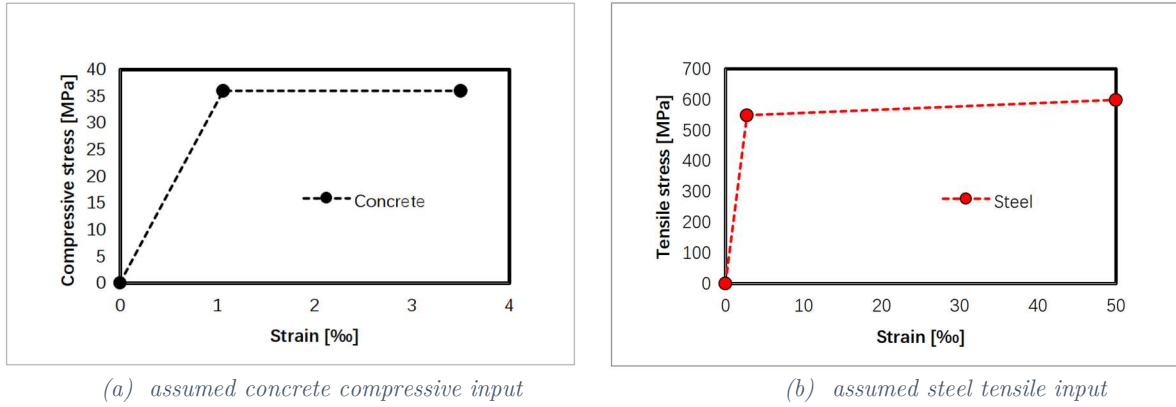 40
35
30
25
20
15
10
5
0
Compressive stress [MPa]
Concrete
0 1 2 3 4
Strain [‰]
(a) assumed concrete compressive input
700
600
500
400
300
200
100
0
Tensile stress [MPa]
Steel
0 10 20 30 40 50
Strain [‰]
(b) assumed steel tensile input